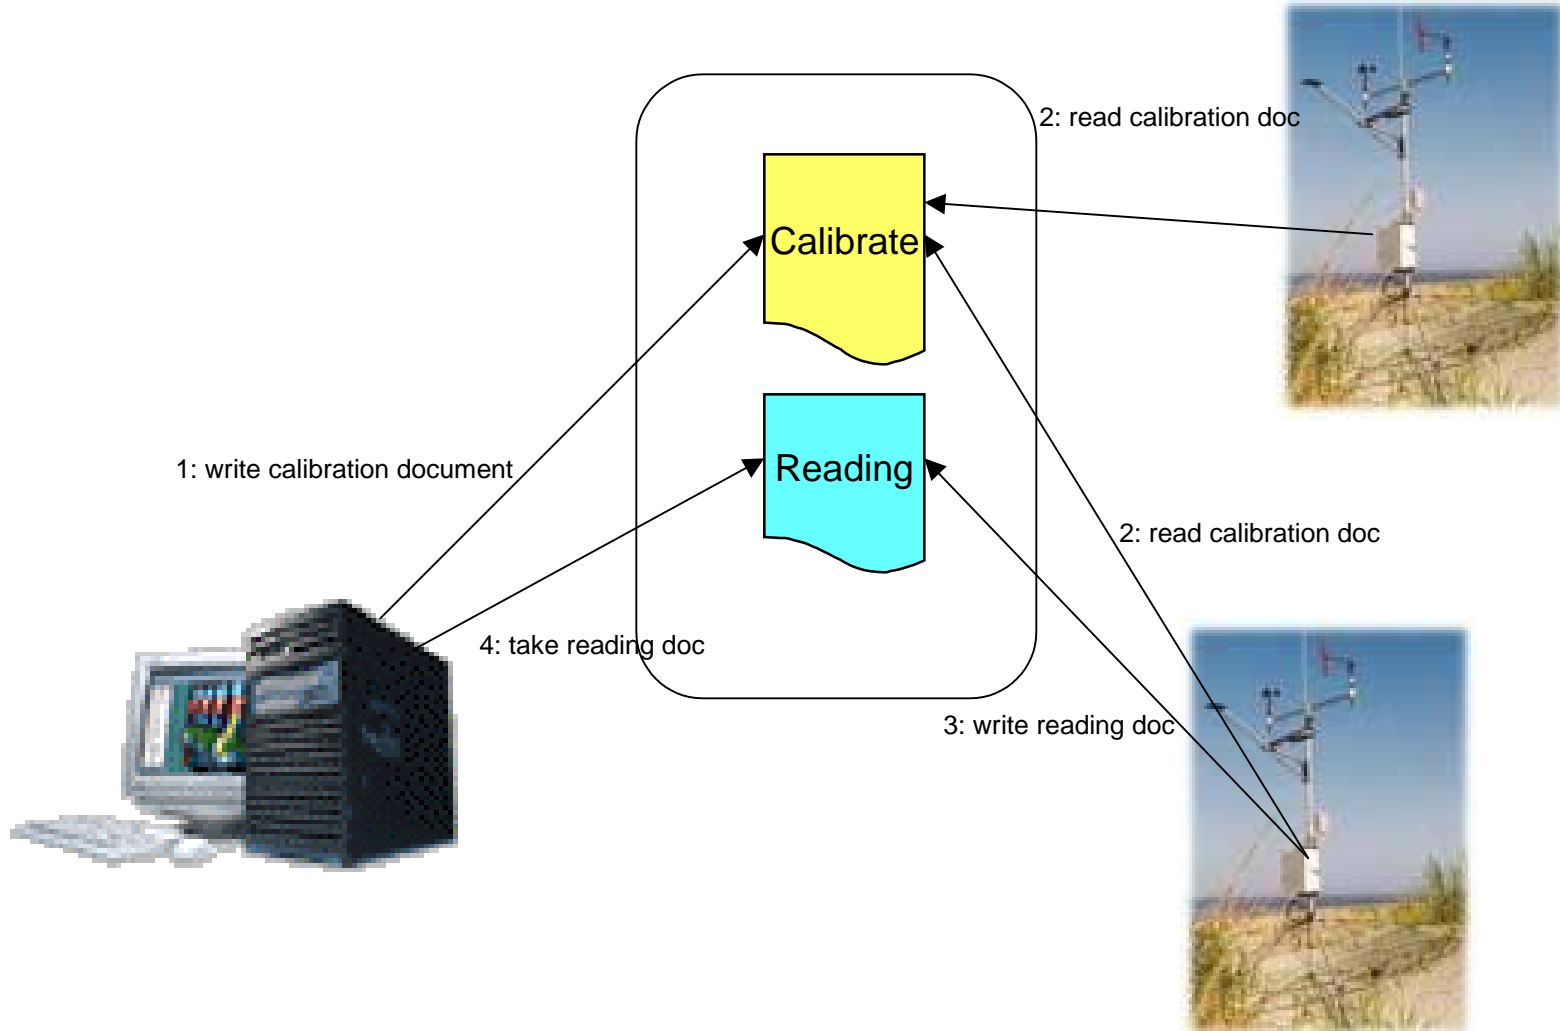 2: read calibration doc
Calibrate
1: write calibration document
Reading
2: read calibration doc
4: take reading doc
3: write reading doc